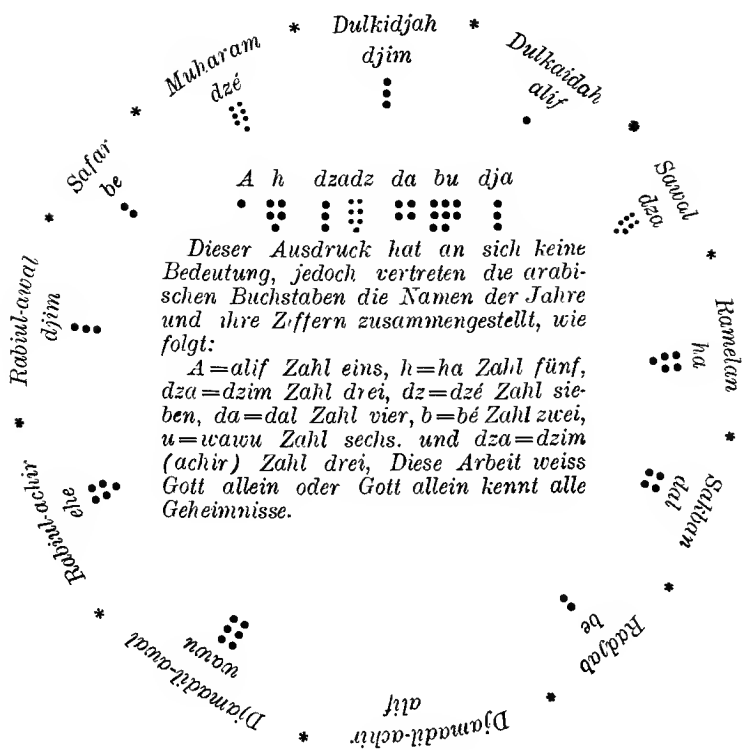 Dulkidjah
djim
Dulkaidah
alif
Sawal
dza
Ramelan
ha
Sakban
dal
Radjab
be
Djamadil-achir
alif
Djamadil-awal
wawu
Rabiul-achir
ehe
Rabiul-awal
djim
Safar
be
Muharam
dzé
A h dzadz da bu dja
Dieser Ausdruck hat an sich keine
Bedeutung, jedoch vertreten die arabi-
schen Buchstaben die Namen der Jahre
und ihre Ziffern zusammengestellt, wie
folgt:
A=alif Zahl eins, h=ha Zahl fünf,
dza=dzim Zahl drei, dz=dzé Zahl sie-
ben, da=dal Zahl vier, b=bé Zahl zwei,
u=wawu Zahl sechs. und dza=dzim
(achir) Zahl drei, Diese Arbeit weiss
Gott allein oder Gott allein kennt alle
Geheimnisse.